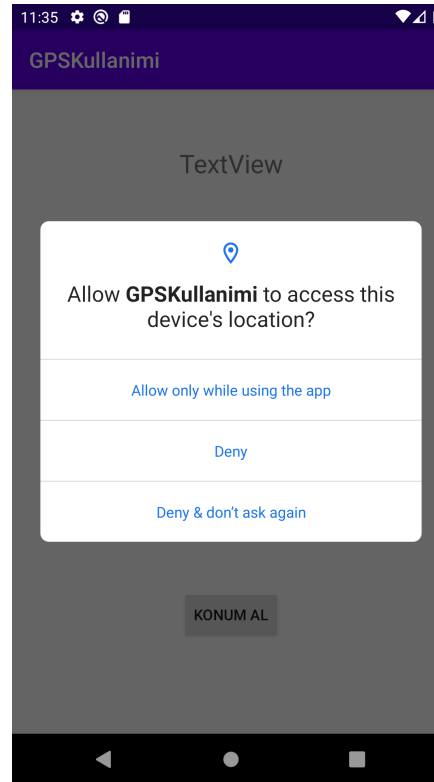 11:35
GPSKullanimi
TextView
Allow GPSKullanimi to access this
device's location?
Allow only while using the app
Deny
Deny & don't ask again
KONUM AL